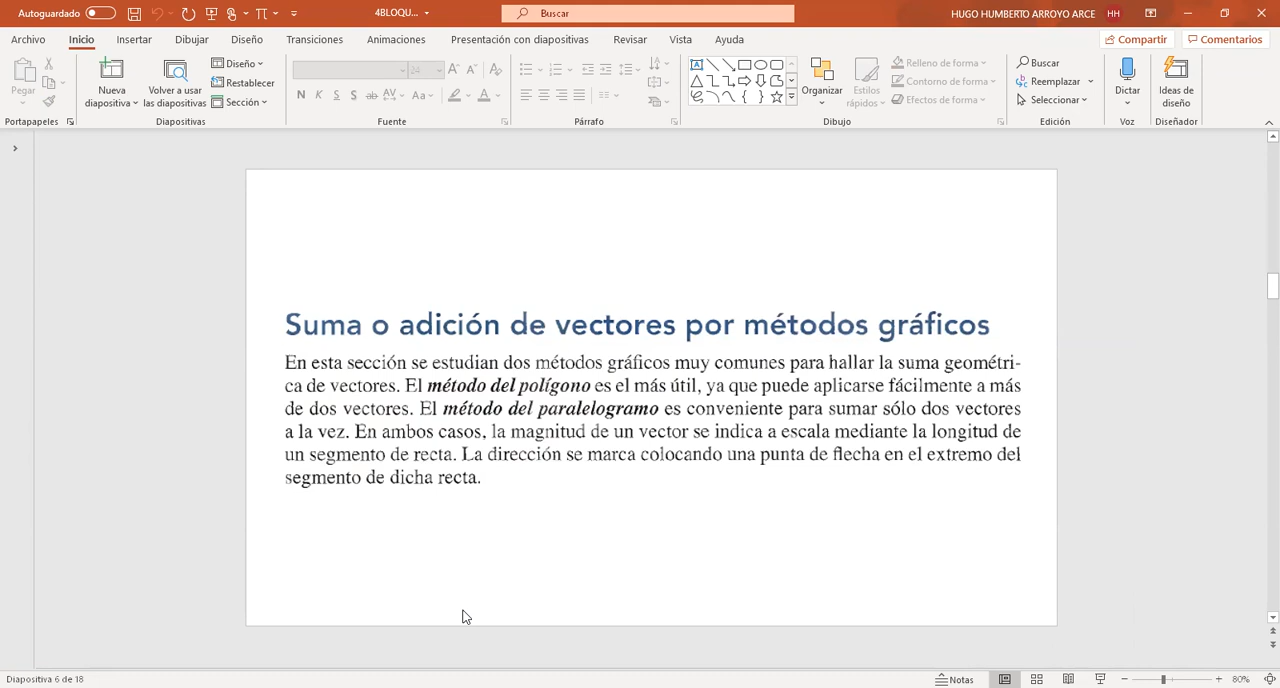 Autoguardado
4BLOQU...
Buscar
HUGO HUMBERTO ARROYO ARCE HH
Archivo Inicio Insertar Dibujar Diseño Transiciones Animaciones Presentación con diapositivas Revisar Vista Ayuda Compartir Comentarios
Pegar
Nueva diapositiva
Volver a usar las diapositivas
Diseño
Restablecer
Sección
24
N K S S ab AV Aa A
Organizar
Estilos rápidos
Relleno de forma
Contorno de forma
Efectos de forma
Buscar
Reemplazar
Seleccionar
Dictar
Ideas de diseño
Portapapeles Diapositivas Fuente Párrafo Dibujo Edición Voz Diseñador
Suma o adición de vectores por métodos gráficos
En esta sección se estudian dos métodos gráficos muy comunes para hallar la suma geométri-
ca de vectores. El método del polígono es el más útil, ya que puede aplicarse fácilmente a más
de dos vectores. El método del paralelogramo es conveniente para sumar sólo dos vectores
a la vez. En ambos casos, la magnitud de un vector se indica a escala mediante la longitud de
un segmento de recta. La dirección se marca colocando una punta de flecha en el extremo del
segmento de dicha recta.
Diapositiva 6 de 18
Notas
80%